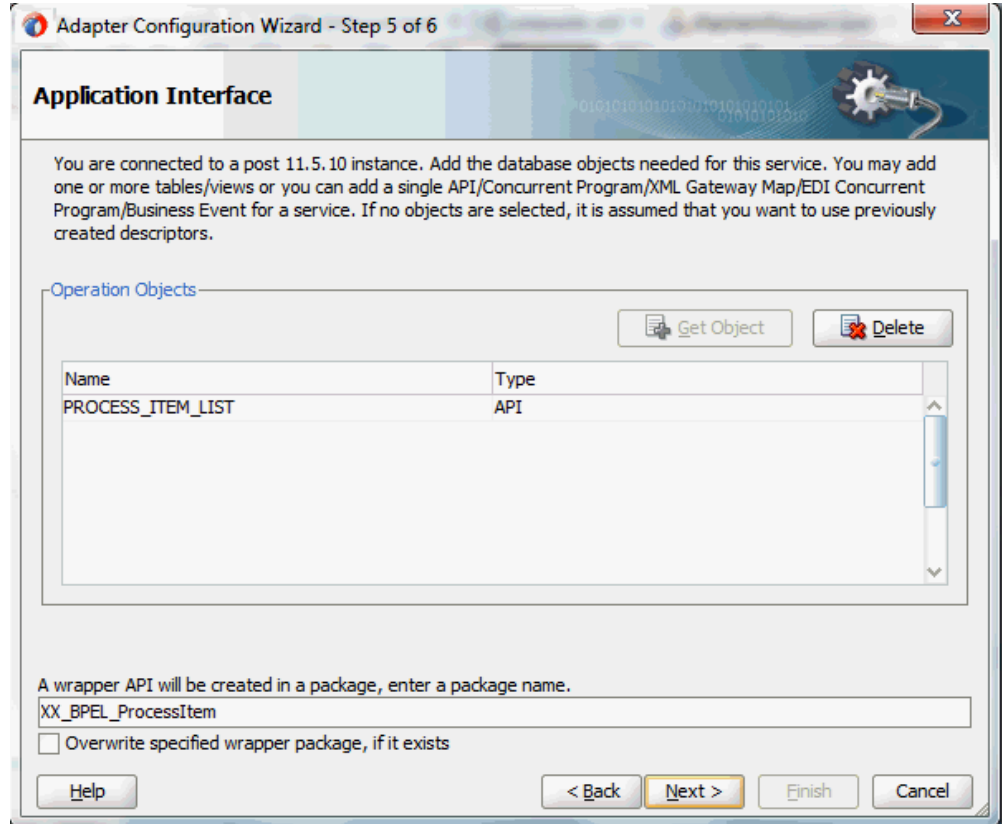 Adapter Configuration Wizard - Step 5 of 6
Application Interface
You are connected to a post 11.5.10 instance. Add the database objects needed for this service. You may add
one or more tables/views or you can add a single API/Concurrent Program/XML Gateway Map/EDI Concurrent
Program/Business Event for a service. If no objects are selected, it is assumed that you want to use previously
created descriptors.
Operation Objects
Get Object Delete
Name Type
PROCESS_ITEM_LIST API
A wrapper API will be created in a package, enter a package name.
XX_BPEL_ProcessItem
Overwrite specified wrapper package, if it exists
Help < Back Next > Finish Cancel